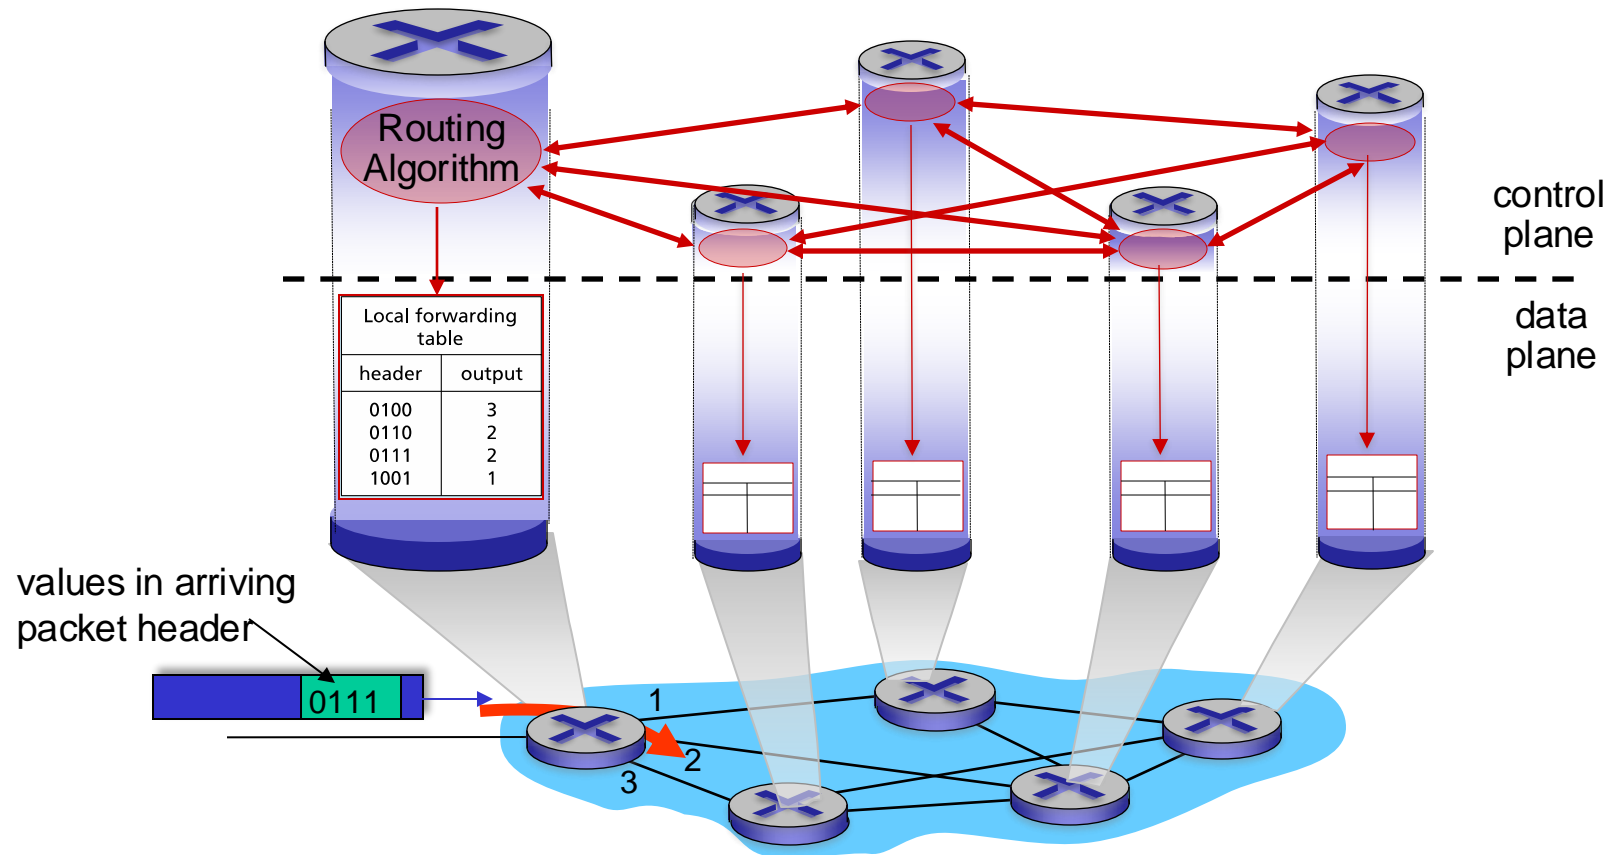 Routing
Algorithm
control
plane
data
plane
Local forwarding
table
header output
0100 3
0110 2
0111 2
1001 1
values in arriving
packet header
0111
1
2
3